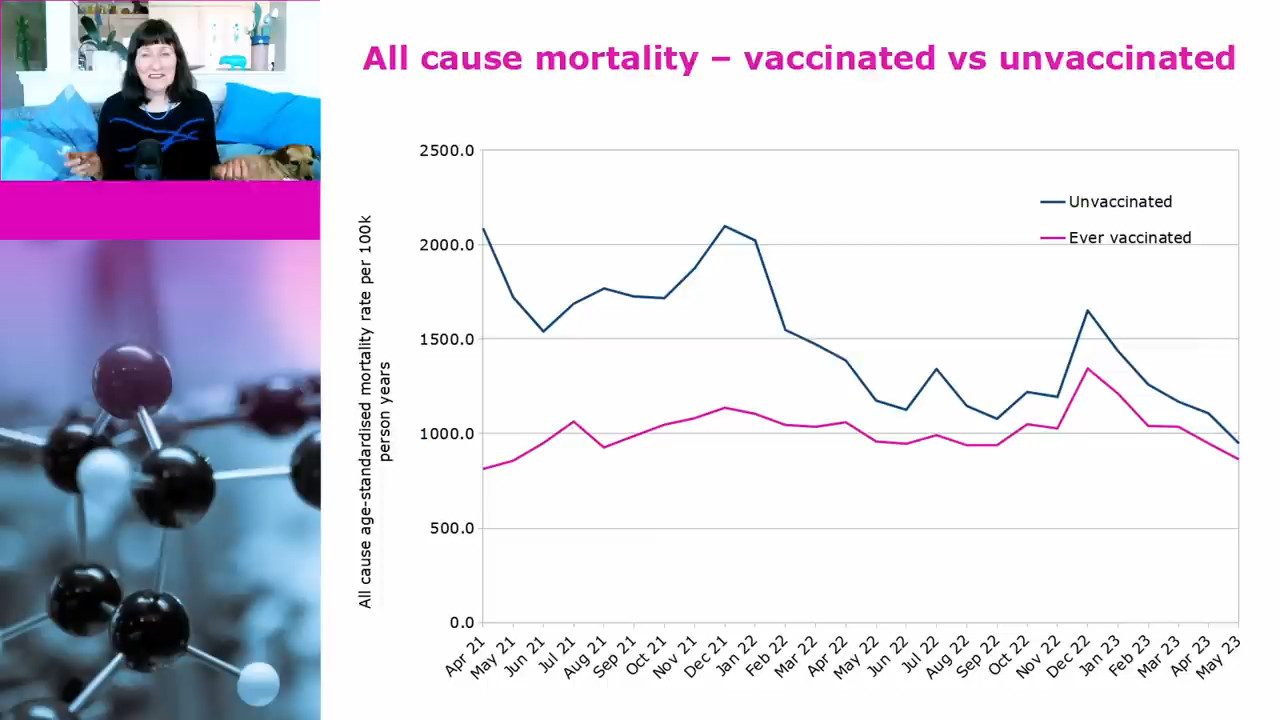 All cause mortality – vaccinated vs unvaccinated
All cause age-standardised mortality rate per 100k
person years
2500.0
2000.0
1500.0
1000.0
500.0
0.0
Unvaccinated
Ever vaccinated
Apr 21
May 21
Jun 21
Jul 21
Aug 21
Sep 21
Oct 21
Nov 21
Dec 21
Jan 22
Feb 22
Mar 22
Apr 22
May 22
Jun 22
Jul 22
Aug 22
Sep 22
Oct 22
Nov 22
Dec 22
Jan 23
Feb 23
Mar 23
Apr 23
May 23